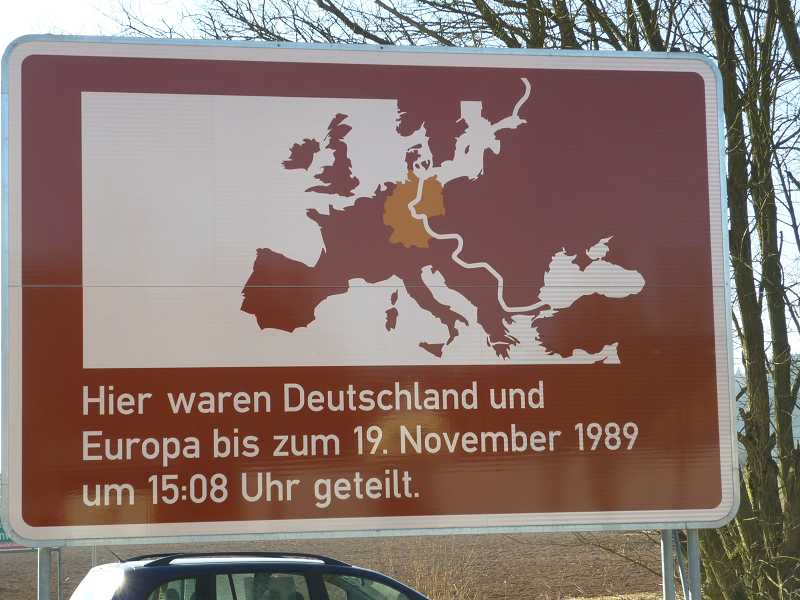 Hier waren Deutschland und
Europa bis zum 19. November 1989
um 15:08 Uhr geteilt.